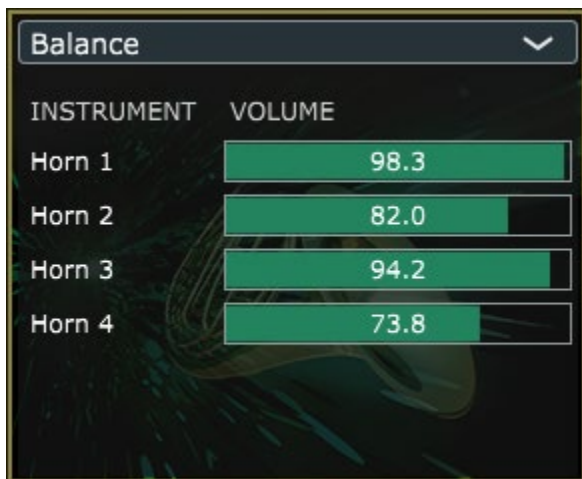 Balance
INSTRUMENT VOLUME
Horn 1 98.3
Horn 2 82.0
Horn 3 94.2
Horn 4 73.8